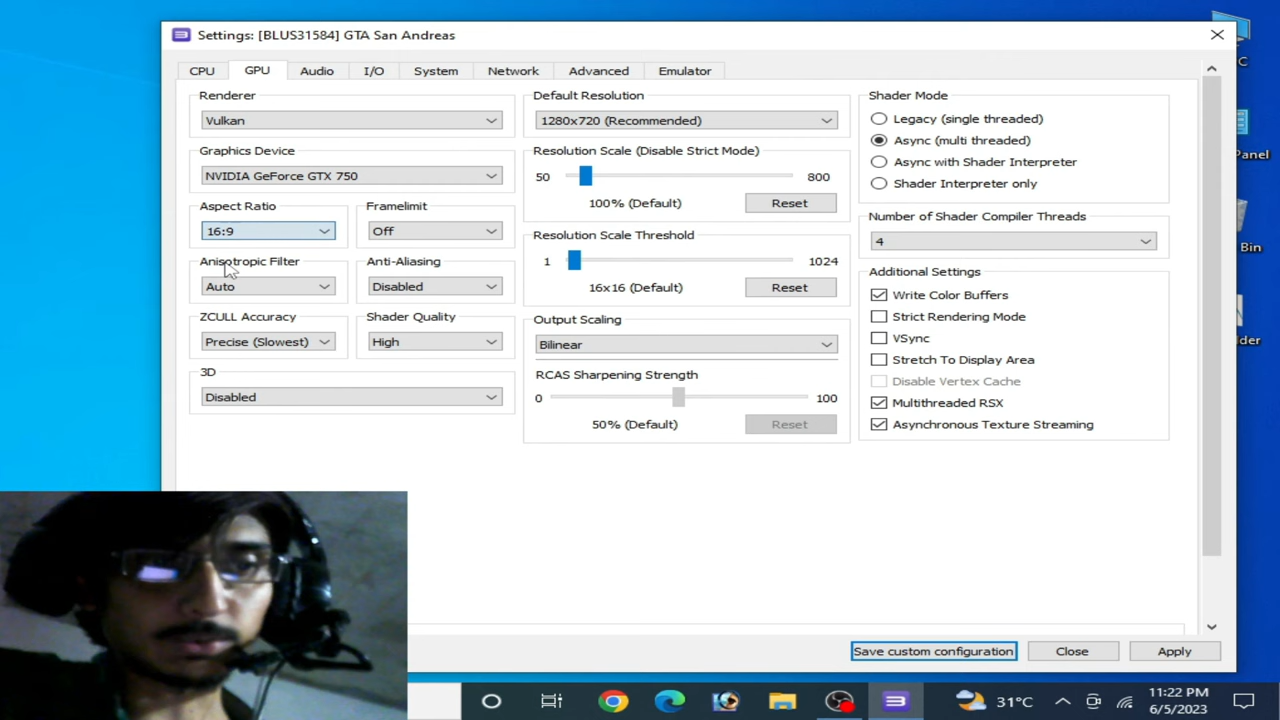 Settings: [BLUS31584] GTA San Andreas
CPU
GPU
Audio
I/O
System
Network
Advanced
Emulator
Renderer
Vulkan
Graphics Device
NVIDIA GeForce GTX 750
Aspect Ratio
16:9
Framelimit
Off
Anisotropic Filter
Auto
Anti-Aliasing
Disabled
ZCULL Accuracy
Precise (Slowest)
Shader Quality
High
3D
Disabled
Default Resolution
1280x720 (Recommended)
Resolution Scale (Disable Strict Mode)
50
800
100% (Default)
Reset
Resolution Scale Threshold
1
1024
16x16 (Default)
Reset
Output Scaling
Bilinear
RCAS Sharpening Strength
0
100
50% (Default)
Reset
Shader Mode
Legacy (single threaded)
Async (multi threaded)
Async with Shader Interpreter
Shader Interpreter only
Number of Shader Compiler Threads
4
Additional Settings
Write Color Buffers
Strict Rendering Mode
VSync
Stretch To Display Area
Disable Vertex Cache
Multithreaded RSX
Asynchronous Texture Streaming
Save custom configuration
Close
Apply
C
Panel
Bin
lder
31°C
11:22 PM
6/5/2023